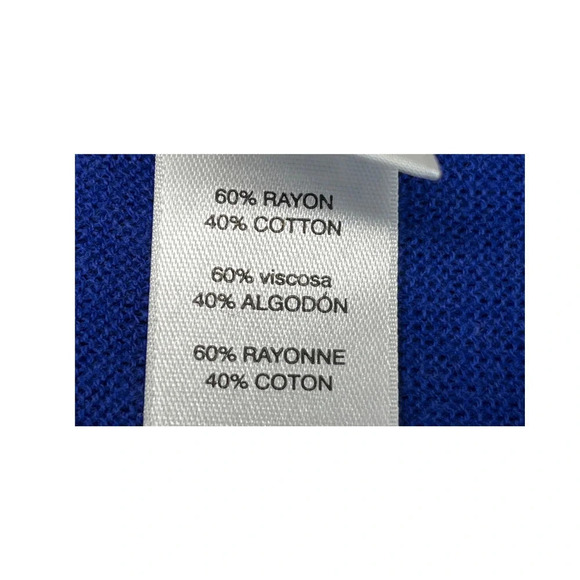 60% RAYON
40% COTTON
60% viscosa
40% ALGODÓN
60% RAYONNE
40% COTON